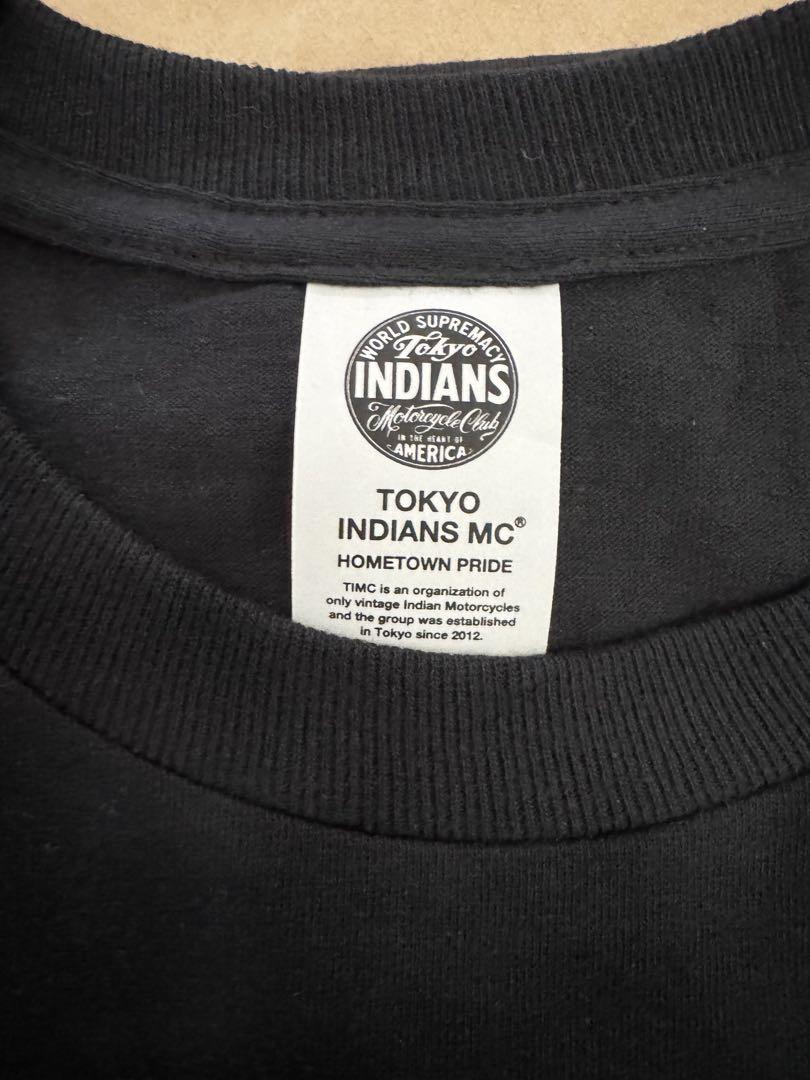 WORLD SUPREMACY
Tokyo
INDIANS
Motorcycle Club
IN THE HEART OF
AMERICA
TOKYO
INDIANS MC®
HOMETOWN PRIDE
TIMC is an organization of
only vintage Indian Motorcycles
and the group was established
in Tokyo since 2012.